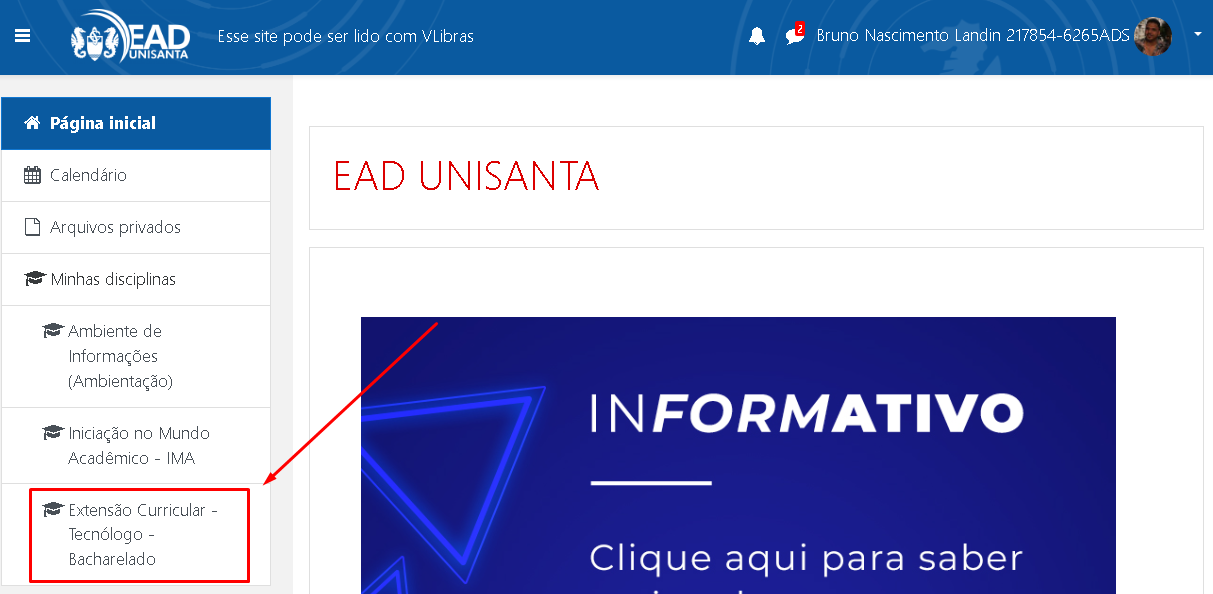 EAD
UNISANTA
Esse site pode ser lido com VLibras
2
Bruno Nascimento Landin 217854-6265ADS
Página inicial
Calendário
Arquivos privados
Minhas disciplinas
Ambiente de
Informações
(Ambientação)
Iniciação no Mundo
Acadêmico - IMA
Extensão Curricular -
Tecnólogo -
Bacharelado
EAD UNISANTA
INFORMATIVO
Clique aqui para saber